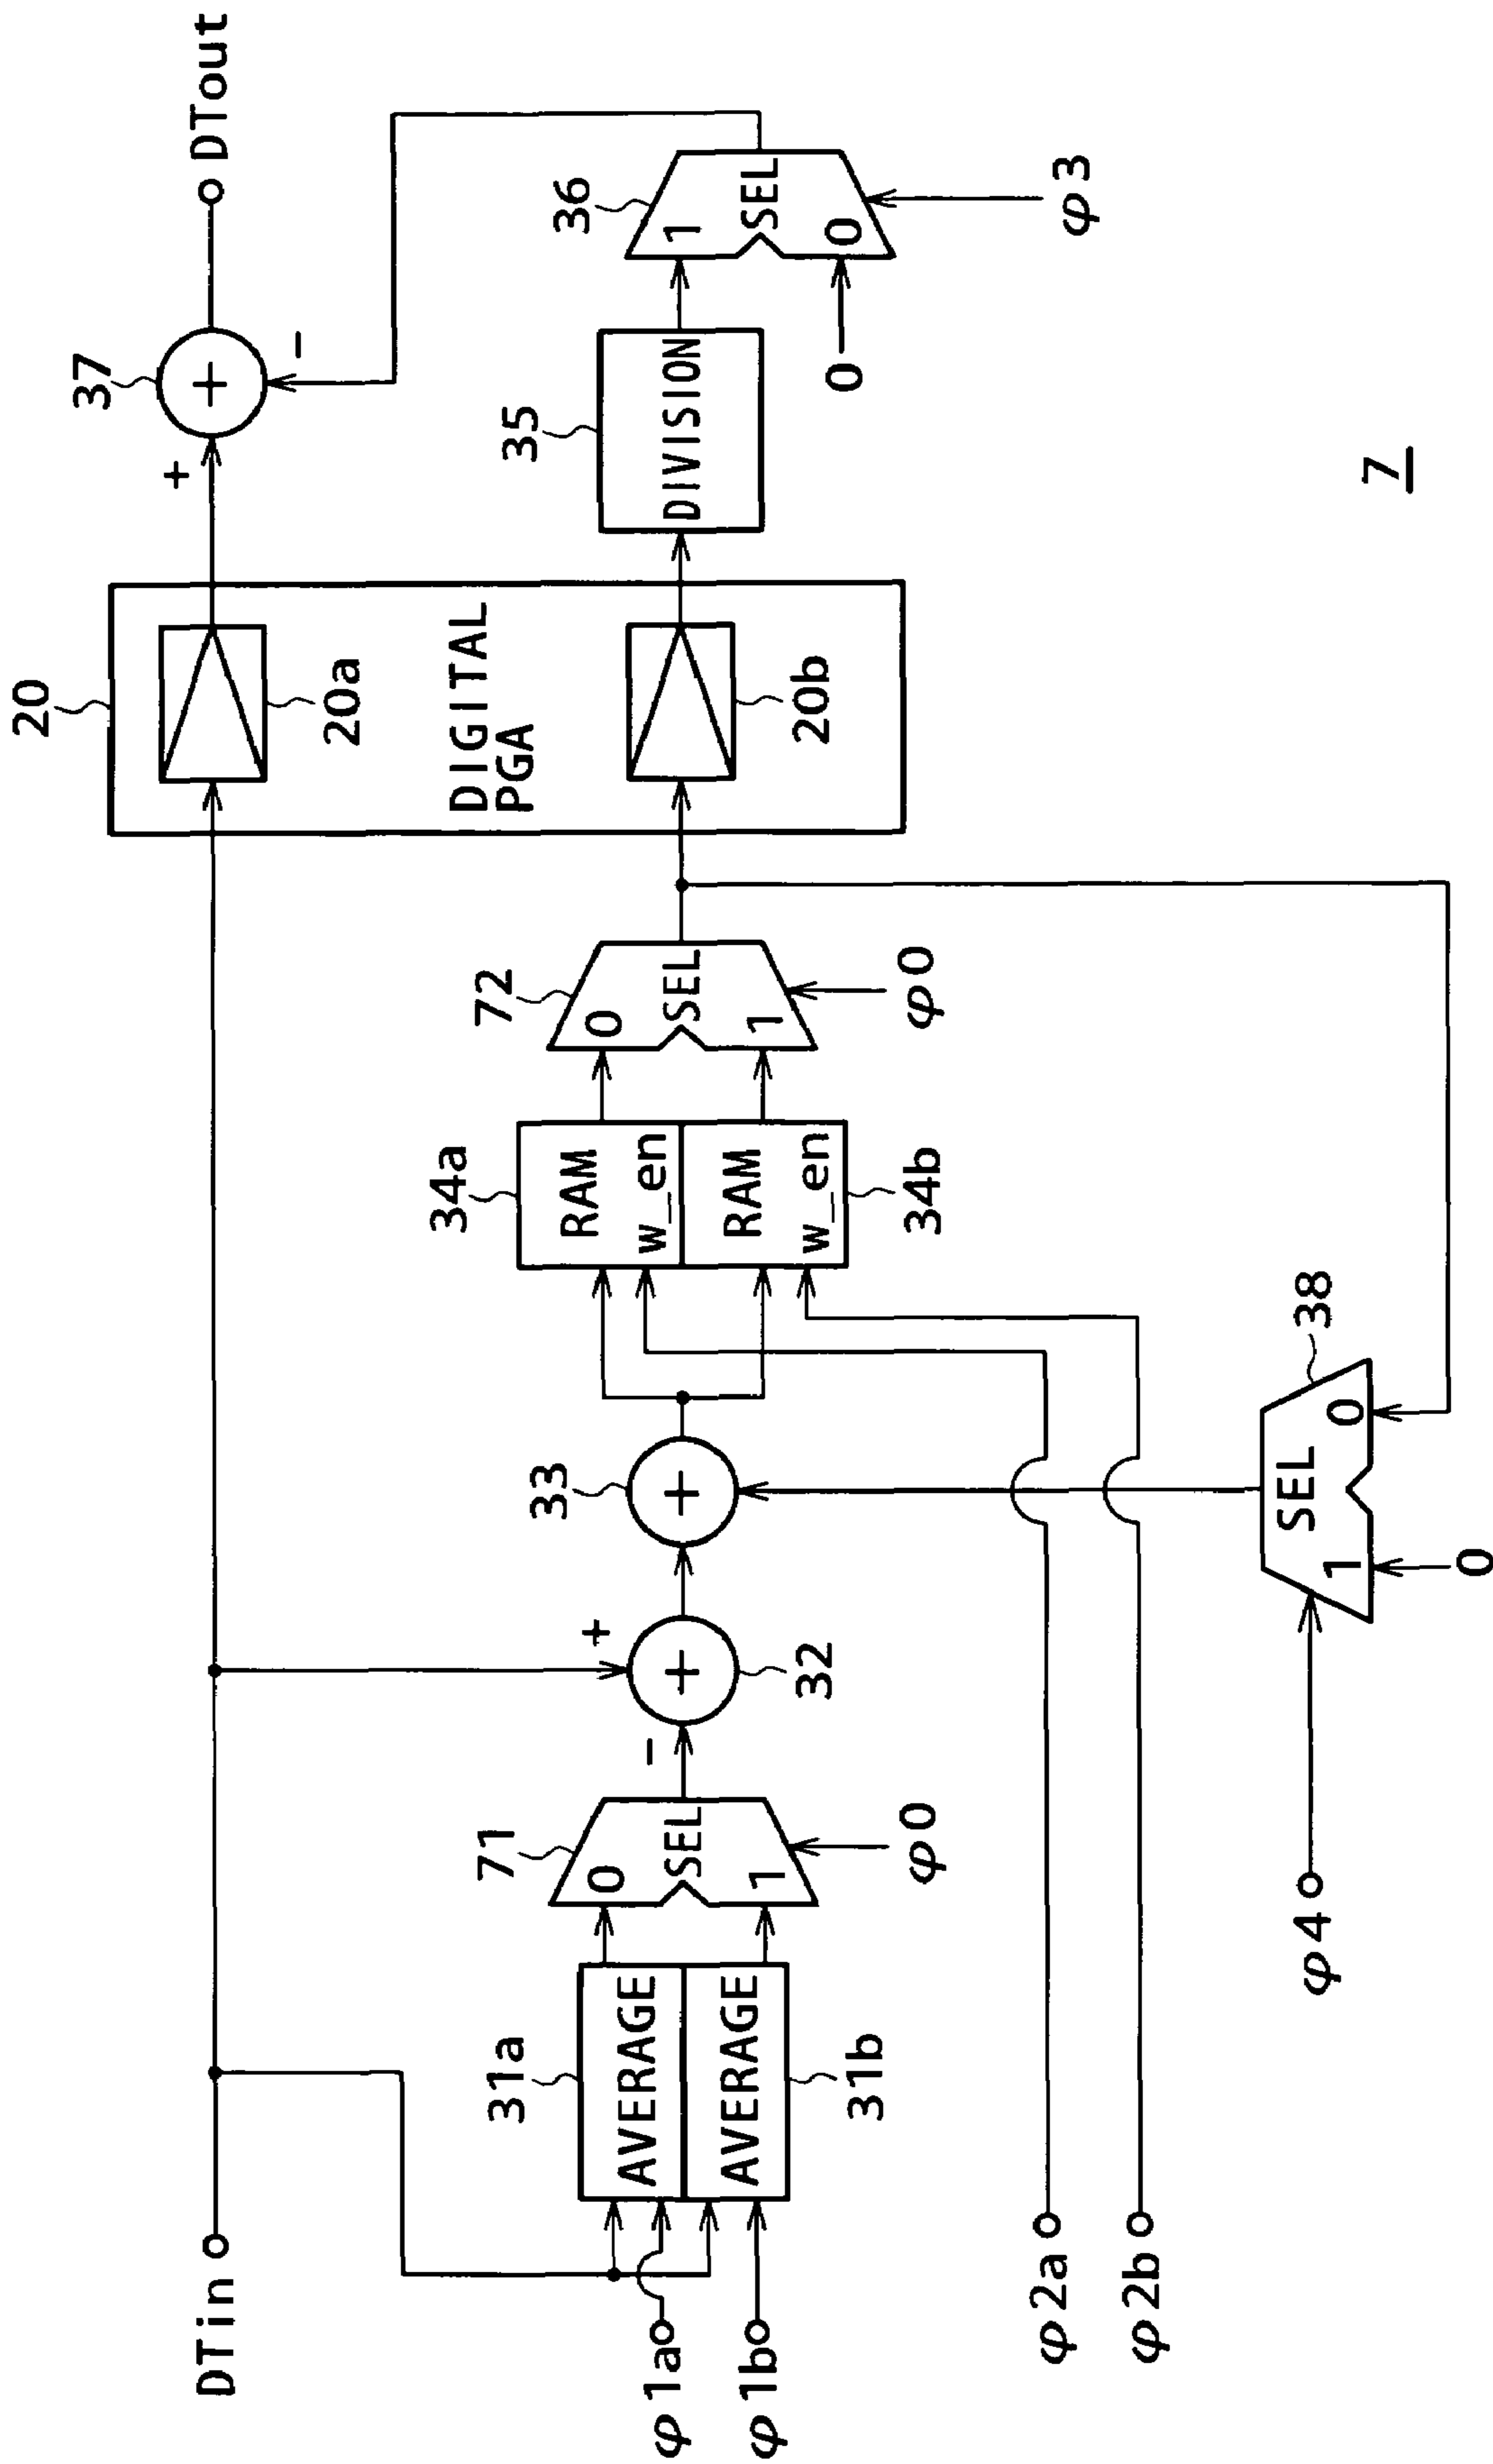 DTin
DTout
37
+
+
−
20
20a
DIGITAL
PGA
20b
35
DIVISION
36
1
SEL
0
0
φ3
31a
AVERAGE
AVERAGE
31b
φ1a
φ1b
71
0
SEL
1
φ0
−
+
+
32
33
+
34a
RAM
w_en
RAM
w_en
34b
72
0
SEL
1
φ0
φ2a
φ2b
φ4
38
SEL
1
0
0
7